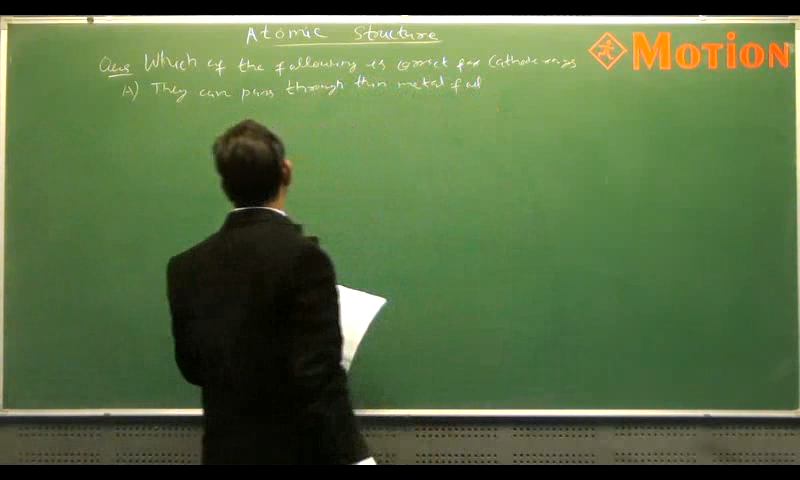 Atomic Structure
Ques Which of the following is correct for Cathode rays
MOTION
A) They can pass through thin metal foil